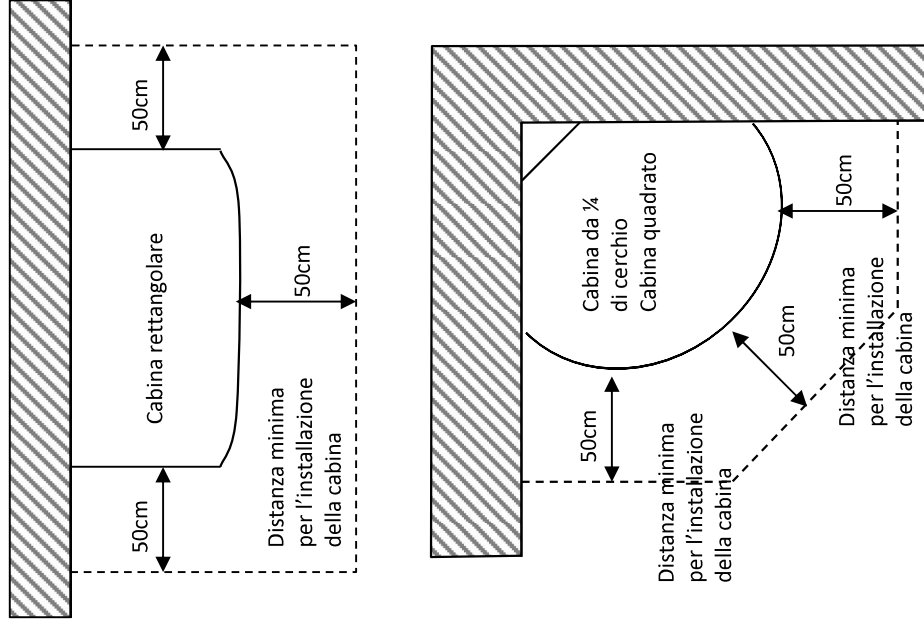 50cm
Cabina rettangolare
50cm
50cm
Distanza minima
per l'installazione
della cabina
Cabina da ¼
di cerchio
Cabina quadrato
50cm
50cm
50cm
Distanza minima
per l'installazione
della cabina
Distanza minima
per l'installazione
della cabina